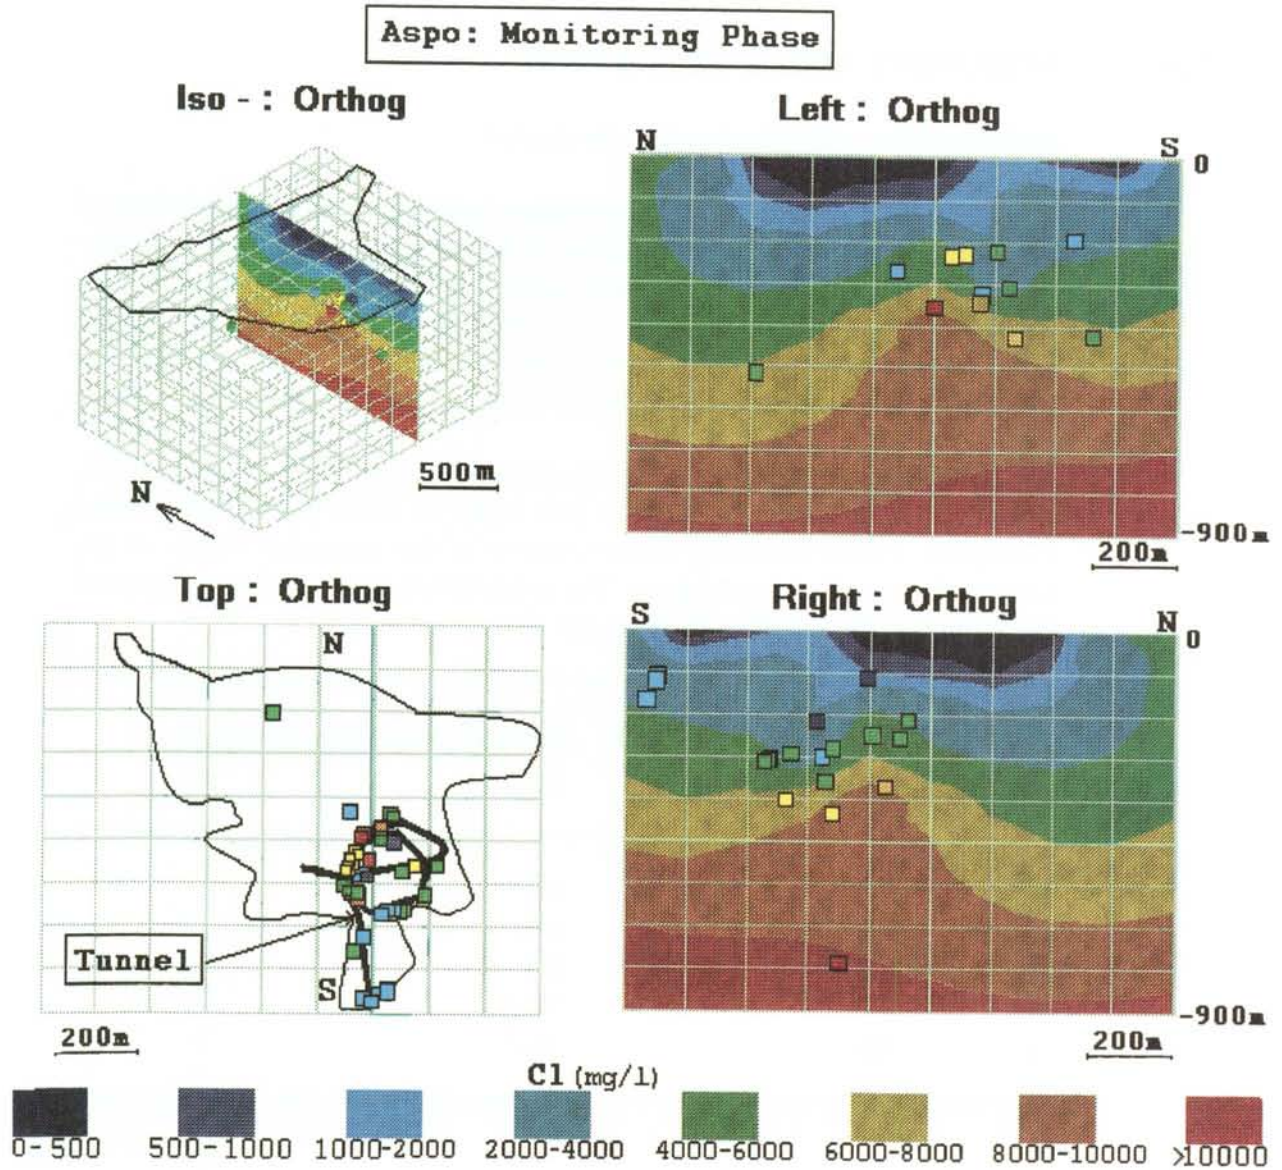 Aspo: Monitoring Phase
Iso - : Orthog
Left : Orthog
N
S
0
500m
N
-900m
200m
Top : Orthog
Right : Orthog
N
S
N
0
Tunnel
S
-900m
200m
200m
Cl (mg/l)
0-500
500-1000
1000-2000
2000-4000
4000-6000
6000-8000
8000-10000
>10000